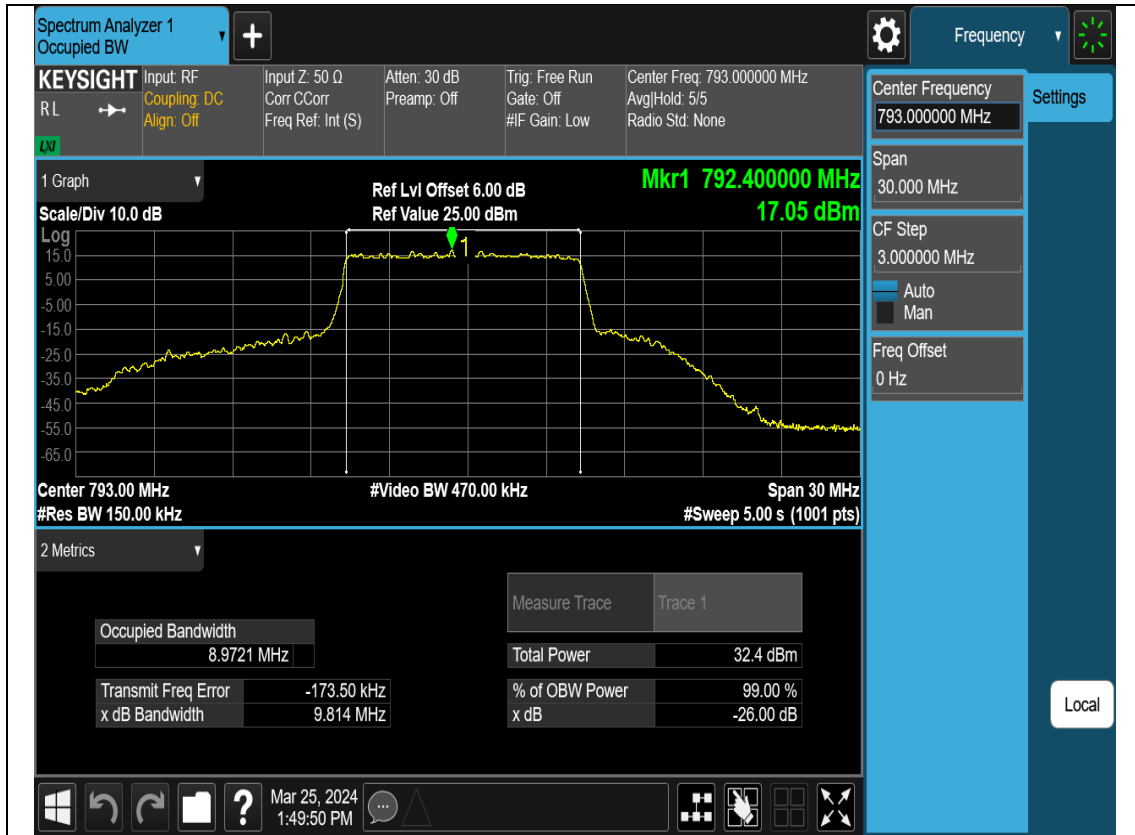 Spectrum Analyzer 1
Occupied BW
+
Frequency
KEYSIGHT
RL
LXI
Input: RF
Coupling: DC
Align: Off
Input Z: 50 Ω
Corr CCorr
Freq Ref: Int (S)
Atten: 30 dB
Preamp: Off
Trig: Free Run
Gate: Off
#IF Gain: Low
Center Freq: 793.000000 MHz
Avg|Hold: 5/5
Radio Std: None
Center Frequency
793.000000 MHz
Settings
Span
30.000 MHz
CF Step
3.000000 MHz
Auto
Man
Freq Offset
0 Hz
Local
1 Graph
Ref Lvl Offset 6.00 dB
Mkr1 792.400000 MHz
Scale/Div 10.0 dB
Ref Value 25.00 dBm
17.05 dBm
Log
1
15.0
5.00
-5.00
-15.0
-25.0
-35.0
-45.0
-55.0
-65.0
Center 793.00 MHz
#Video BW 470.00 kHz
Span 30 MHz
#Res BW 150.00 kHz
#Sweep 5.00 s (1001 pts)
2 Metrics
Measure Trace
Trace 1
Occupied Bandwidth
8.9721 MHz
Total Power
32.4 dBm
Transmit Freq Error
-173.50 kHz
% of OBW Power
99.00 %
x dB Bandwidth
9.814 MHz
x dB
-26.00 dB
?
Mar 25, 2024
1:49:50 PM